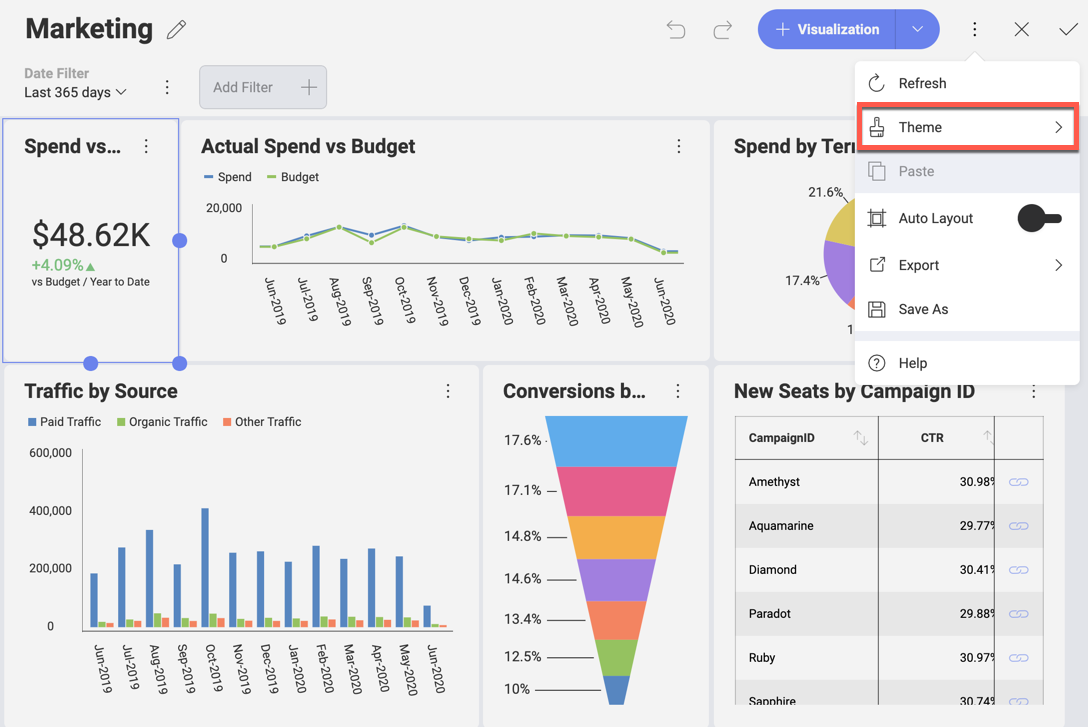 Marketing
Visualization
Date Filter
Last 365 days
Add Filter
Refresh
Theme
Paste
Auto Layout
Export
Save As
Help
Spend vs...
$48.62K
+4.09%
vs Budget / Year to Date
Actual Spend vs Budget
Spend
Budget
20,000
0
Jun-2019
Jul-2019
Aug-2019
Sep-2019
Oct-2019
Nov-2019
Dec-2019
Jan-2020
Feb-2020
Mar-2020
Apr-2020
May-2020
Jun-2020
Spend by Terr
21.6%
17.4%
1
Traffic by Source
Paid Traffic
Organic Traffic
Other Traffic
600,000
400,000
200,000
0
Jun-2019
Jul-2019
Aug-2019
Sep-2019
Oct-2019
Nov-2019
Dec-2019
Jan-2020
Feb-2020
Mar-2020
Apr-2020
May-2020
Jun-2020
Conversions b...
17.6%
17.1%
14.8%
14.6%
13.4%
12.5%
10%
New Seats by Campaign ID
CampaignID CTR
Amethyst 30.98%
Aquamarine 29.77%
Diamond 30.41%
Paradot 29.88%
Ruby 30.97%
Sapphire 30.74%